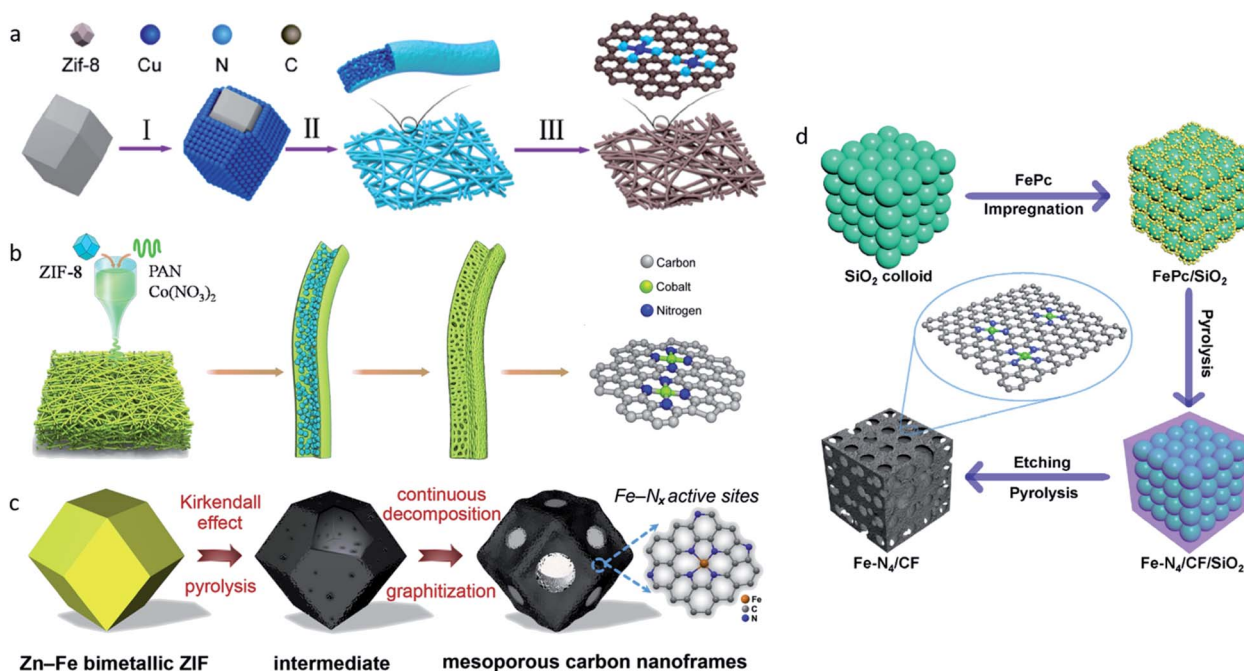 a
Zif-8
Cu
N
C
I
II
III
b
ZIF-8
PAN
Co(NO₃)₂
Carbon
Cobalt
Nitrogen
c
Kirkendall
effect
pyrolysis
continuous
decomposition
graphitization
Fe–Nₓ active sites
Fe
C
N
Zn–Fe bimetallic ZIF
intermediate
mesoporous carbon nanoframes
d
FePc
Impregnation
SiO₂ colloid
FePc/SiO₂
Pyrolysis
Etching
Pyrolysis
Fe-N₄/CF
Fe-N₄/CF/SiO₂